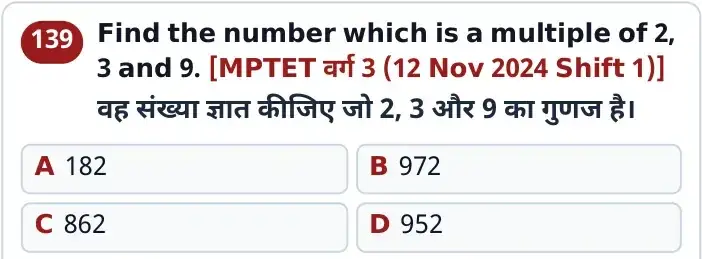 139 Find the number which is a multiple of 2,
3 and 9. [MPTET वर्ग 3 (12 Nov 2024 Shift 1)]
वह संख्या ज्ञात कीजिए जो 2, 3 और 9 का गुणज है।
A 182
B 972
C 862
D 952